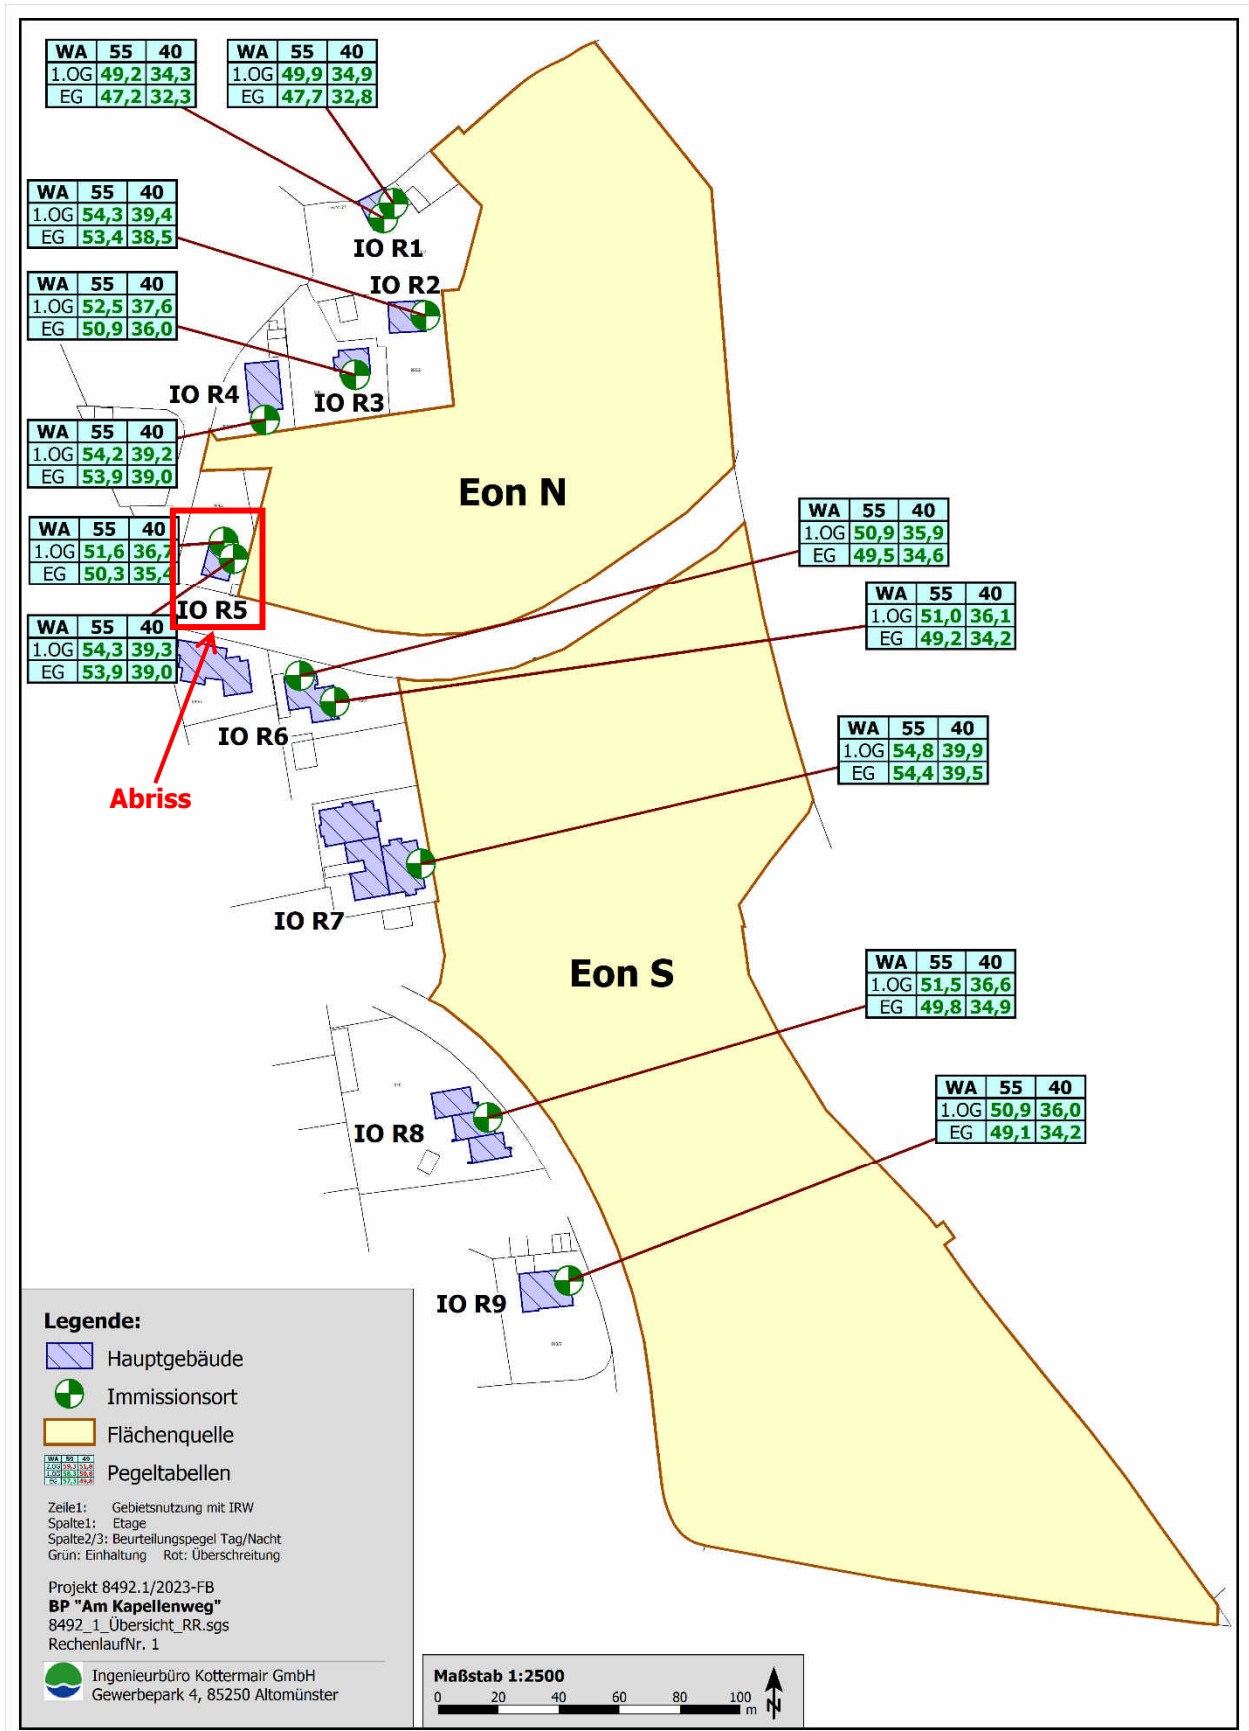 WA 55 40
1.OG 49,2 34,3
EG 47,2 32,3
WA 55 40
1.OG 49,9 34,9
EG 47,7 32,8
WA 55 40
1.OG 54,3 39,4
EG 53,4 38,5
IO R1
IO R2
WA 55 40
1.OG 52,5 37,6
EG 50,9 36,0
IO R4
IO R3
WA 55 40
1.OG 54,2 39,2
EG 53,9 39,0
Eon N
WA 55 40
1.OG 51,6 36,7
EG 50,3 35,4
WA 55 40
1.OG 50,9 35,9
EG 49,5 34,6
IO R5
WA 55 40
1.OG 54,3 39,3
EG 53,9 39,0
WA 55 40
1.OG 51,0 36,1
EG 49,2 34,2
IO R6
Abriss
WA 55 40
1.OG 54,8 39,9
EG 54,4 39,5
IO R7
Eon S
WA 55 40
1.OG 51,5 36,6
EG 49,8 34,9
IO R8
WA 55 40
1.OG 50,9 36,0
EG 49,1 34,2
IO R9
Legende:
Hauptgebäude
Immissionsort
Flächenquelle
Pegeltabellen
Zeile1: Gebietsnutzung mit IRW
Spalte1: Etage
Spalte2/3: Beurteilungspegel Tag/Nacht
Grün: Einhaltung Rot: Überschreitung
Projekt 8492.1/2023-FB
BP "Am Kapellenweg"
8492_1_Übersicht_RR.sgs
RechenlaufNr. 1
Ingenieurbüro Kottermair GmbH
Gewerbepark 4, 85250 Altomünster
Maßstab 1:2500
0 20 40 60 80 100
m
N